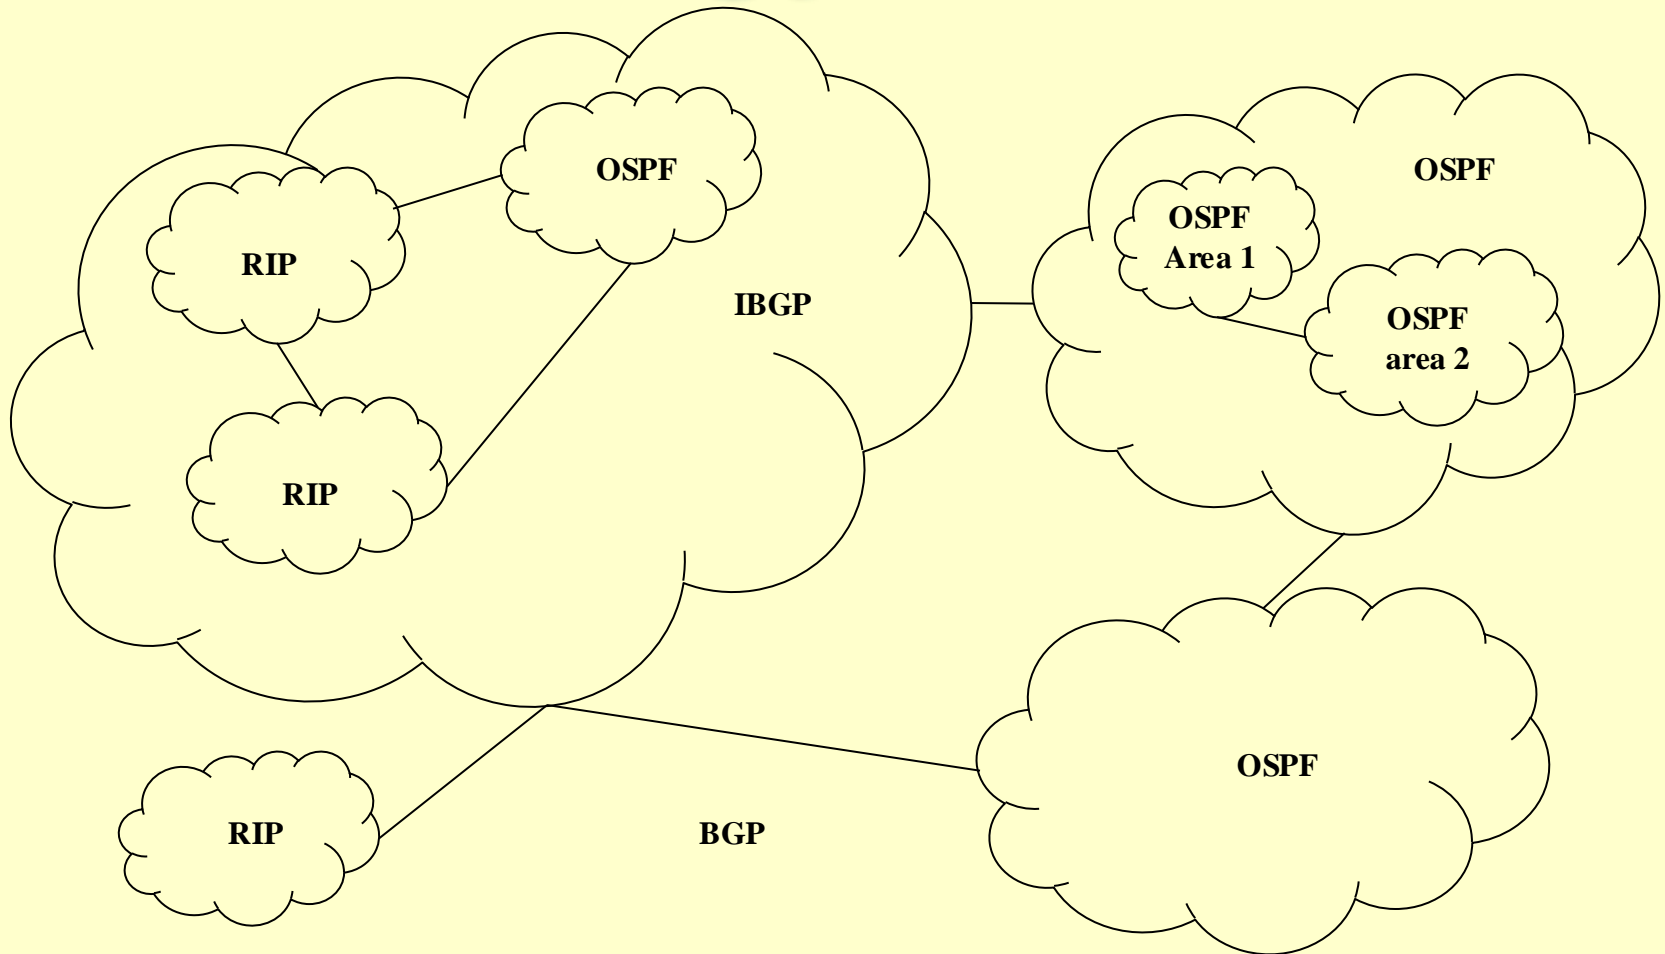 OSPF
RIP
IBGP
RIP
OSPF
OSPF
Area 1
OSPF
area 2
RIP
BGP
OSPF